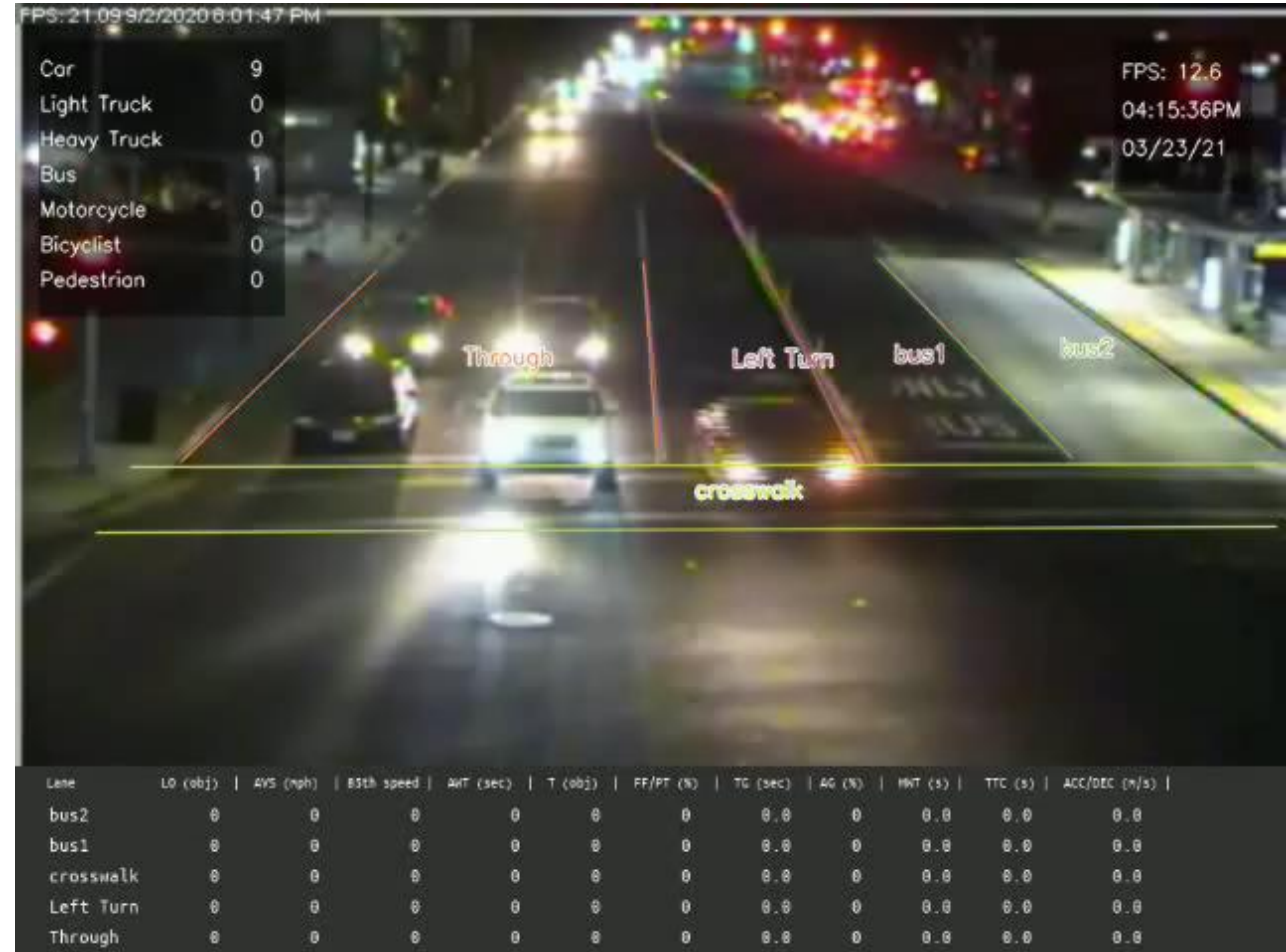 FPS: 21.09 9/2/2020 8:01:47 PM
Car 9
Light Truck 0
Heavy Truck 0
Bus 1
Motorcycle 0
Bicyclist 0
Pedestrian 0
FPS: 12.6
04:15:36PM
03/23/21
Through
Left Turn
bus1
bus2
NLY
BUS
crosswalk
Lane LO (obj) | AVS (mph) | 85th speed | AWT (sec) | T (obj) | FF/PT (%) | TG (sec) | AG (%) | MWT (s) | TTC (s) | ACC/DEC (m/s) |
bus2 0 0 0 0 0 0 0.0 0 0.0 0.0 0.0
bus1 0 0 0 0 0 0 0.0 0 0.0 0.0 0.0
crosswalk 0 0 0 0 0 0 0.0 0 0.0 0.0 0.0
Left Turn 0 0 0 0 0 0 0.0 0 0.0 0.0 0.0
Through 0 0 0 0 0 0 0.0 0 0.0 0.0 0.0